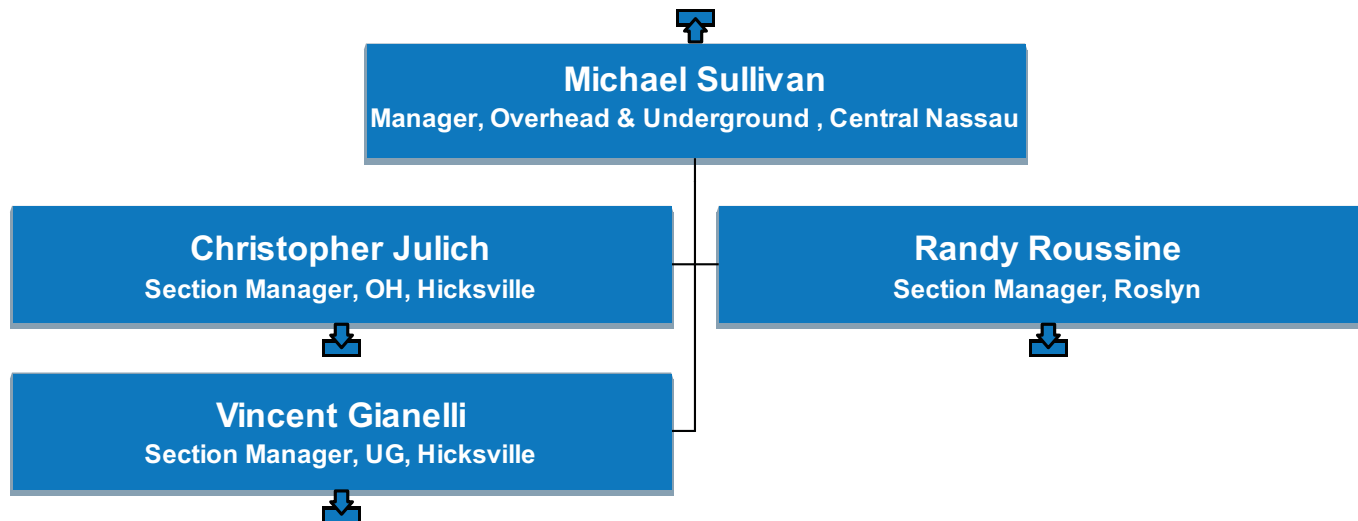 Michael Sullivan
Manager, Overhead & Underground , Central Nassau
Christopher Julich
Section Manager, OH, Hicksville
Randy Roussine
Section Manager, Roslyn
Vincent Gianelli
Section Manager, UG, Hicksville